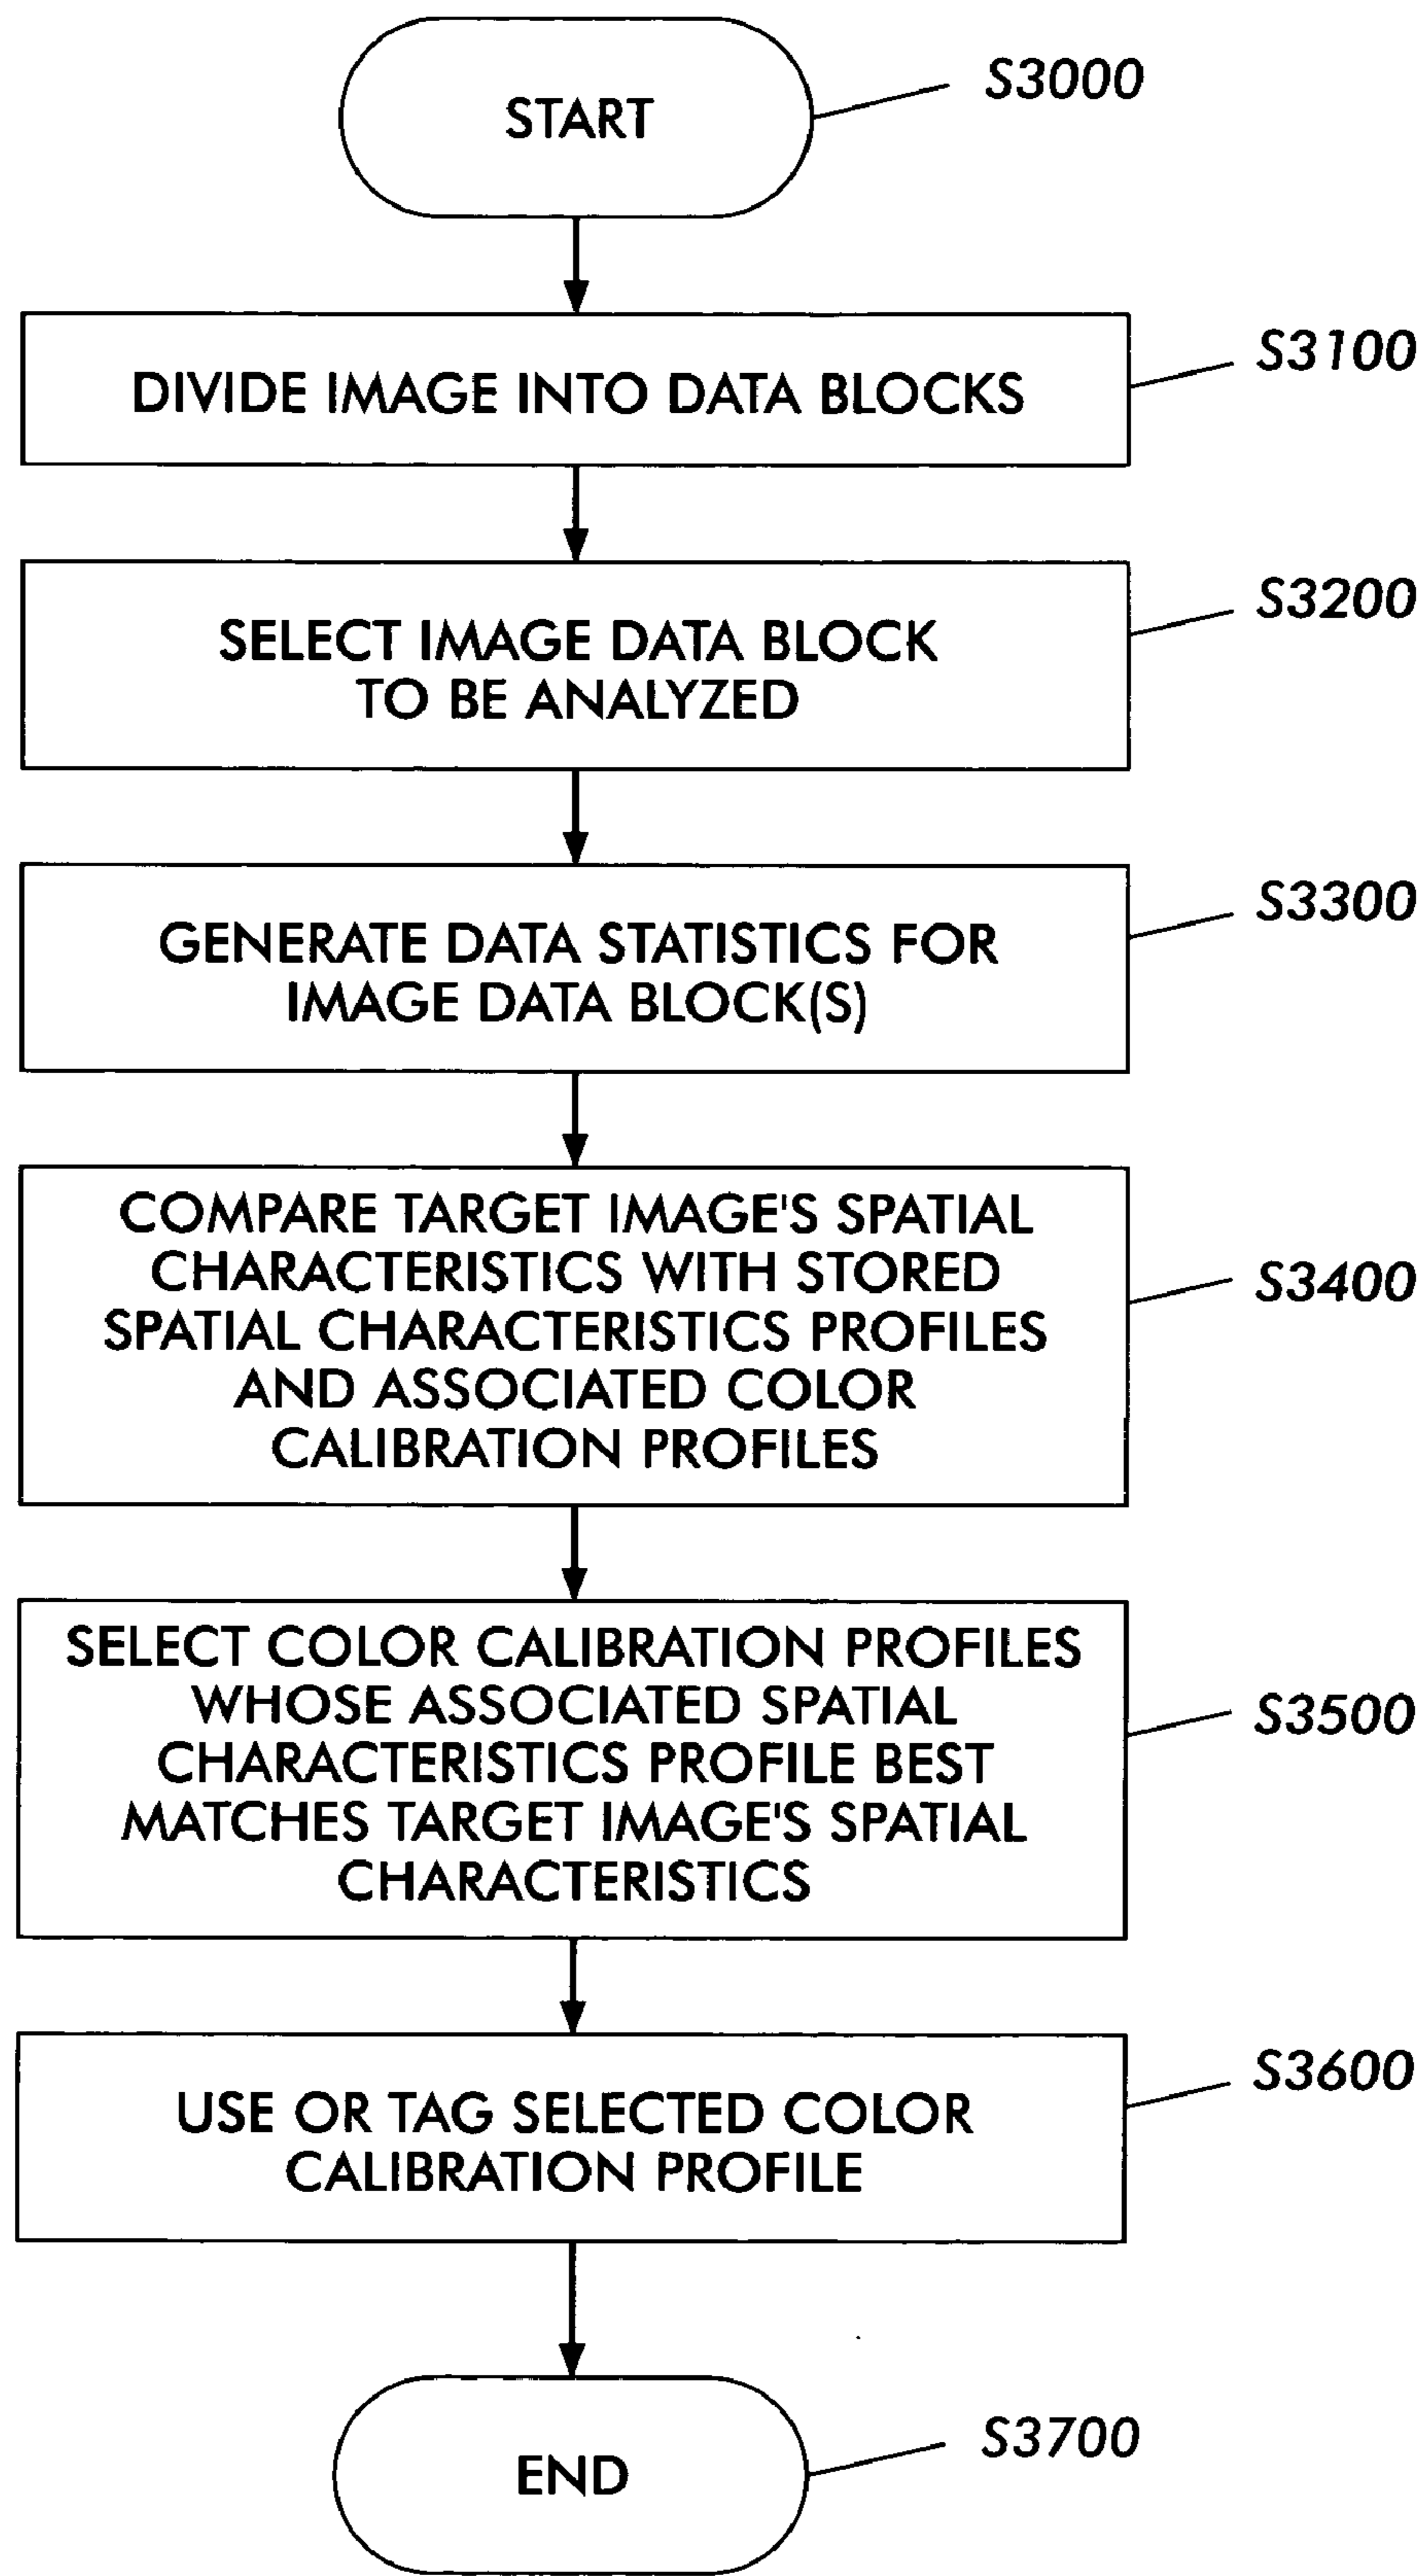 START
S3000
DIVIDE IMAGE INTO DATA BLOCKS
S3100
SELECT IMAGE DATA BLOCK
TO BE ANALYZED
S3200
GENERATE DATA STATISTICS FOR
IMAGE DATA BLOCK(S)
S3300
COMPARE TARGET IMAGE'S SPATIAL
CHARACTERISTICS WITH STORED
SPATIAL CHARACTERISTICS PROFILES
AND ASSOCIATED COLOR
CALIBRATION PROFILES
S3400
SELECT COLOR CALIBRATION PROFILES
WHOSE ASSOCIATED SPATIAL
CHARACTERISTICS PROFILE BEST
MATCHES TARGET IMAGE'S SPATIAL
CHARACTERISTICS
S3500
USE OR TAG SELECTED COLOR
CALIBRATION PROFILE
S3600
END
S3700